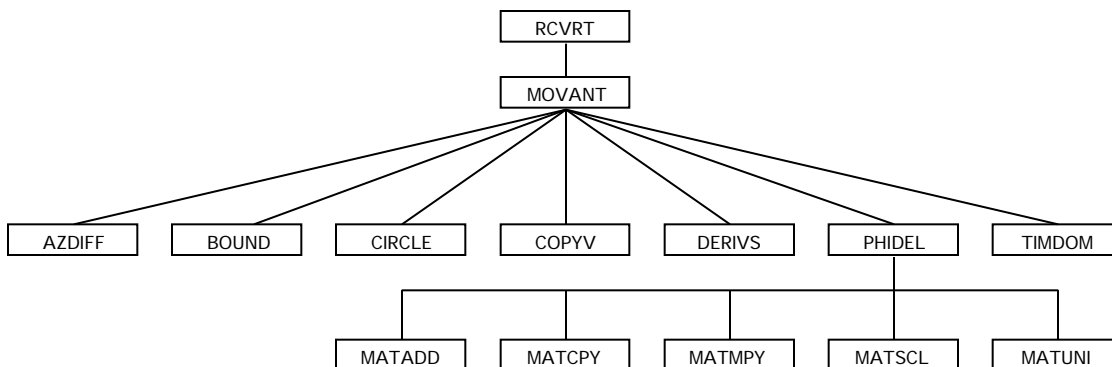 RCVRT
MOVANT
AZDIFF BOUND CIRCLE COPYV DERIVS PHIDEL TIMDOM
MATADD MATCPY MATMPY MATSCL MATUNI